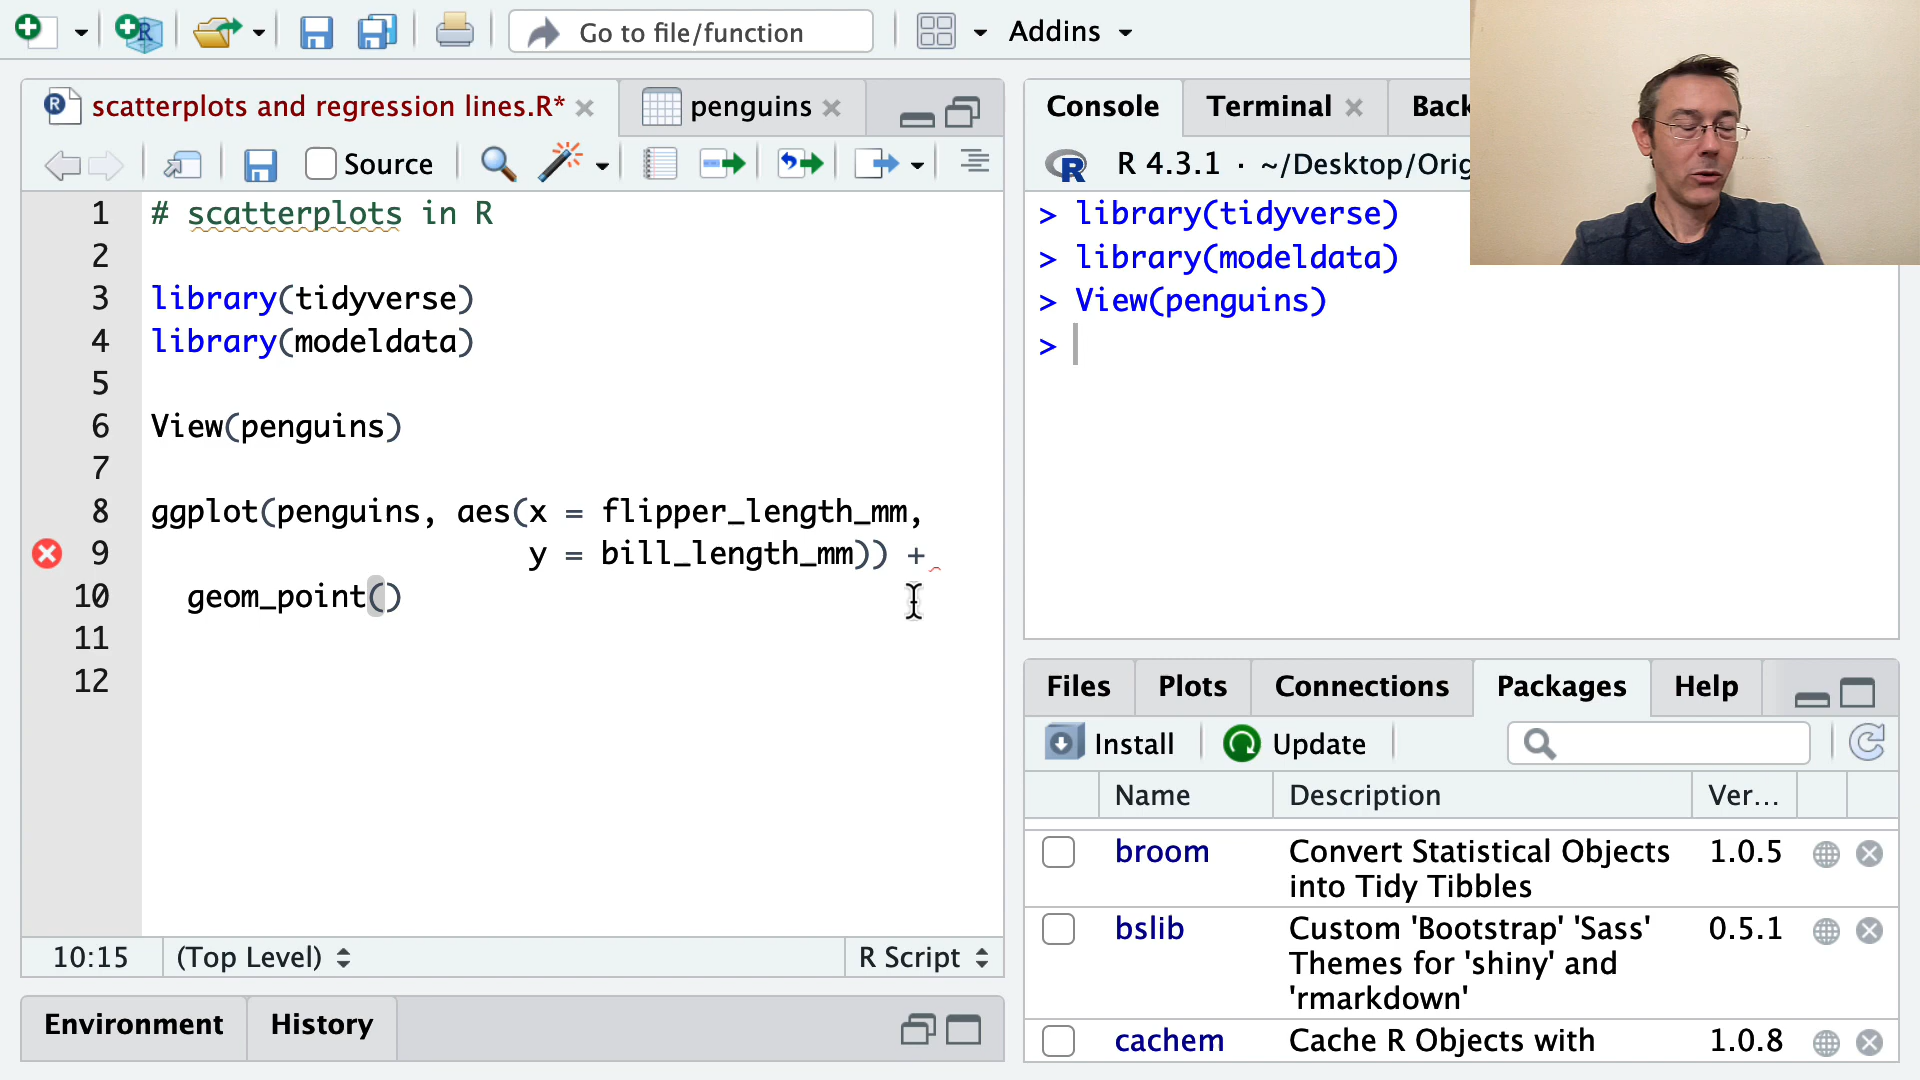 Go to file/function
Addins
scatterplots and regression lines.R*
penguins
Source
1 # scatterplots in R
2
3 library(tidyverse)
4 library(modeldata)
5
6 View(penguins)
7
8 ggplot(penguins, aes(x = flipper_length_mm,
9 y = bill_length_mm)) +
10 geom_point()
11
12
10:15
(Top Level)
R Script
Environment
History
Console
Terminal
Back
R 4.3.1 · ~/Desktop/Orig
> library(tidyverse)
> library(modeldata)
> View(penguins)
>
Files
Plots
Connections
Packages
Help
Install
Update
Name
Description
Ver...
broom
Convert Statistical Objects
into Tidy Tibbles
1.0.5
bslib
Custom 'Bootstrap' 'Sass'
Themes for 'shiny' and
'rmarkdown'
0.5.1
cachem
Cache R Objects with
1.0.8